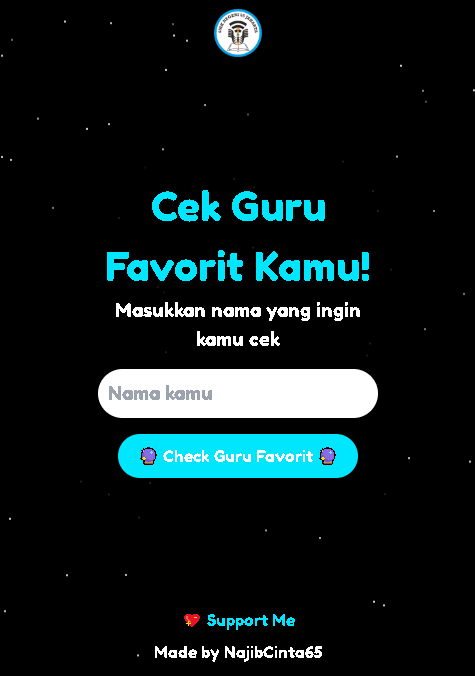 Cek Guru
Favorit Kamu!
Masukkan nama yang ingin
kamu cek
Nama kamu
🔮 Check Guru Favorit 🔮
💖 Support Me
Made by NajibCinta65